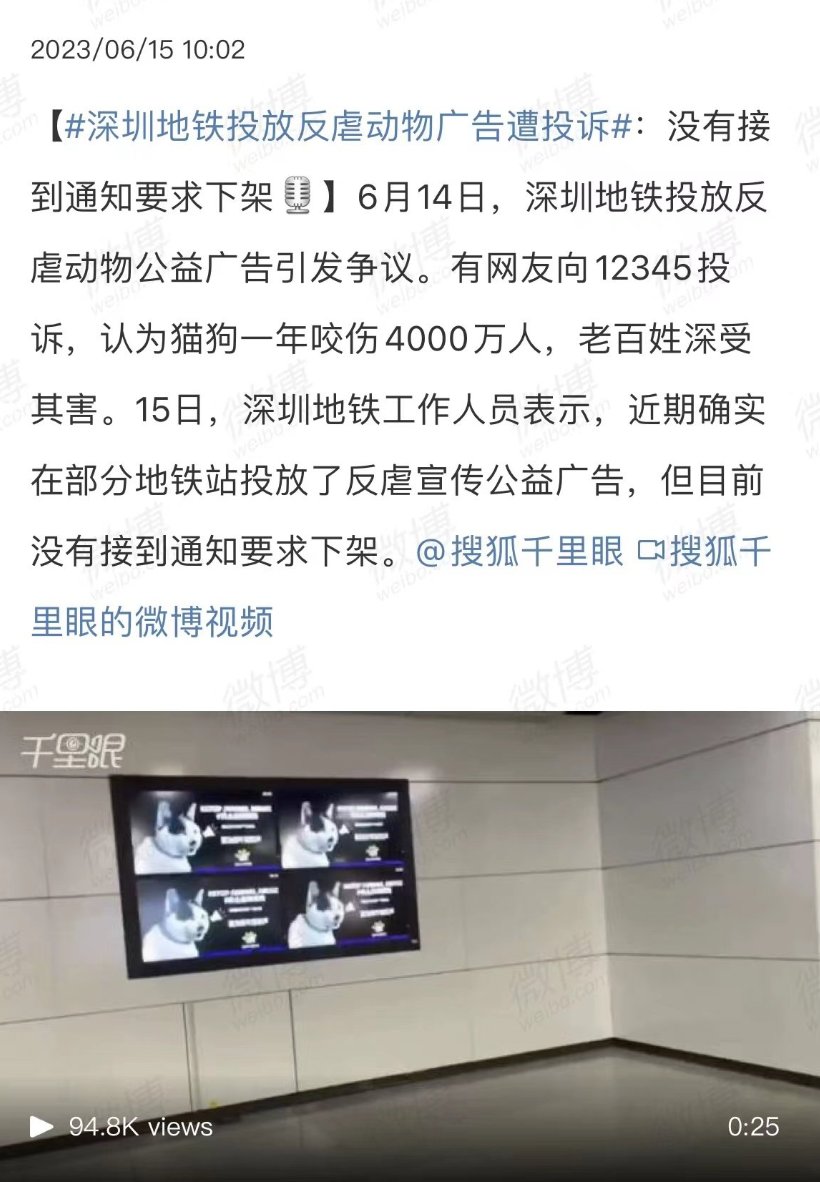 2023/06/15 10:02
【#深圳地铁投放反虐动物广告遭投诉#：没有接
到通知要求下架🎙️】6月14日，深圳地铁投放反
虐动物公益广告引发争议。有网友向12345投
诉，认为猫狗一年咬伤4000万人，老百姓深受
其害。15日，深圳地铁工作人员表示，近期确实
在部分地铁站投放了反虐宣传公益广告，但目前
没有接到通知要求下架。@搜狐千里眼 搜狐千
里眼的微博视频
千里眼
94.8K views
0:25